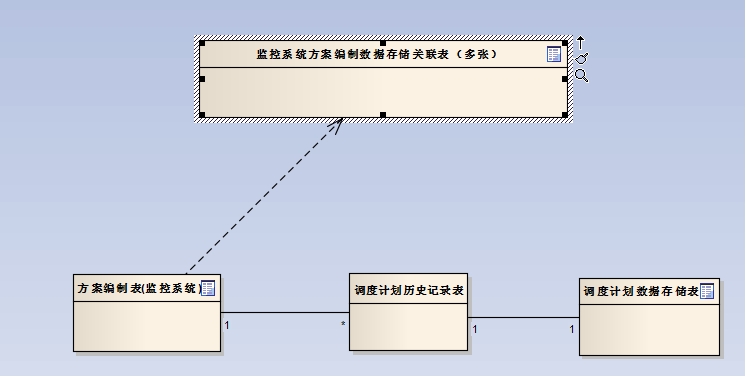 监控系统方案编制数据存储关联表（多张）
方案编制表(监控系统)
调度计划历史记录表
调度计划数据存储表
1
*
1
1